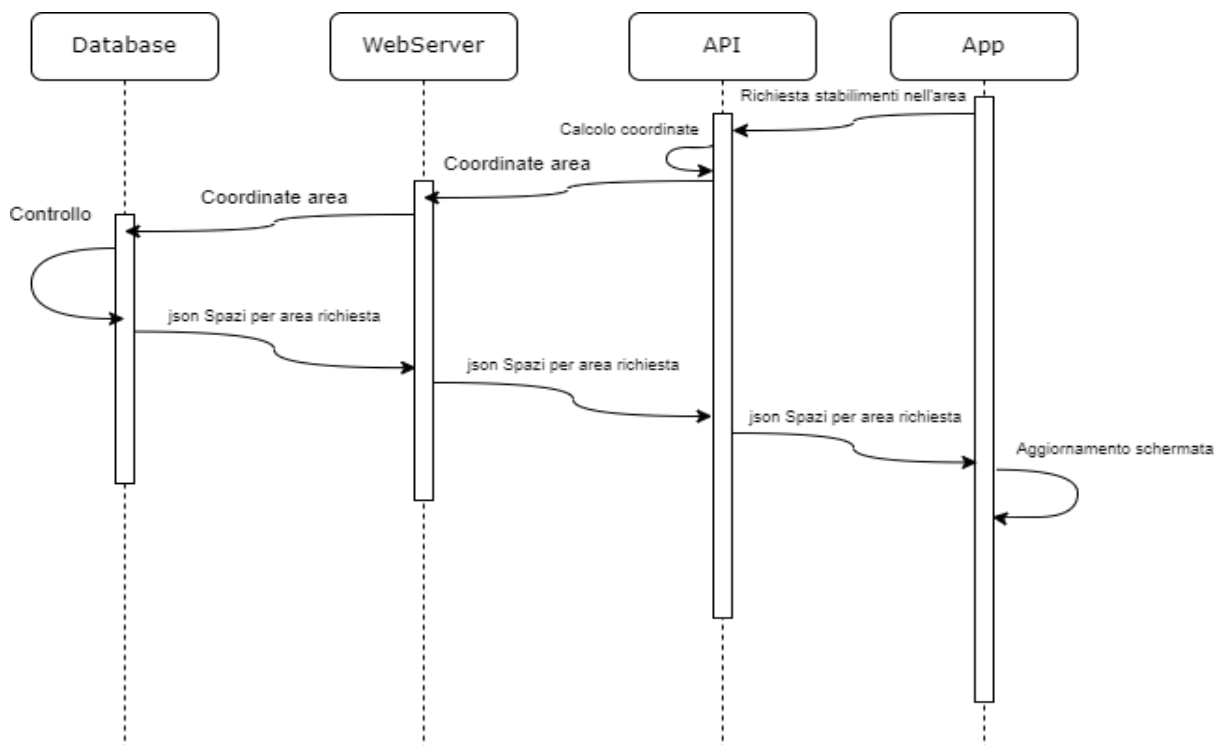 Database
WebServer
API
App
Richiesta stabilimenti nell'area
Calcolo coordinate
Coordinate area
Coordinate area
Controllo
json Spazi per area richiesta
json Spazi per area richiesta
json Spazi per area richiesta
Aggiornamento schermata